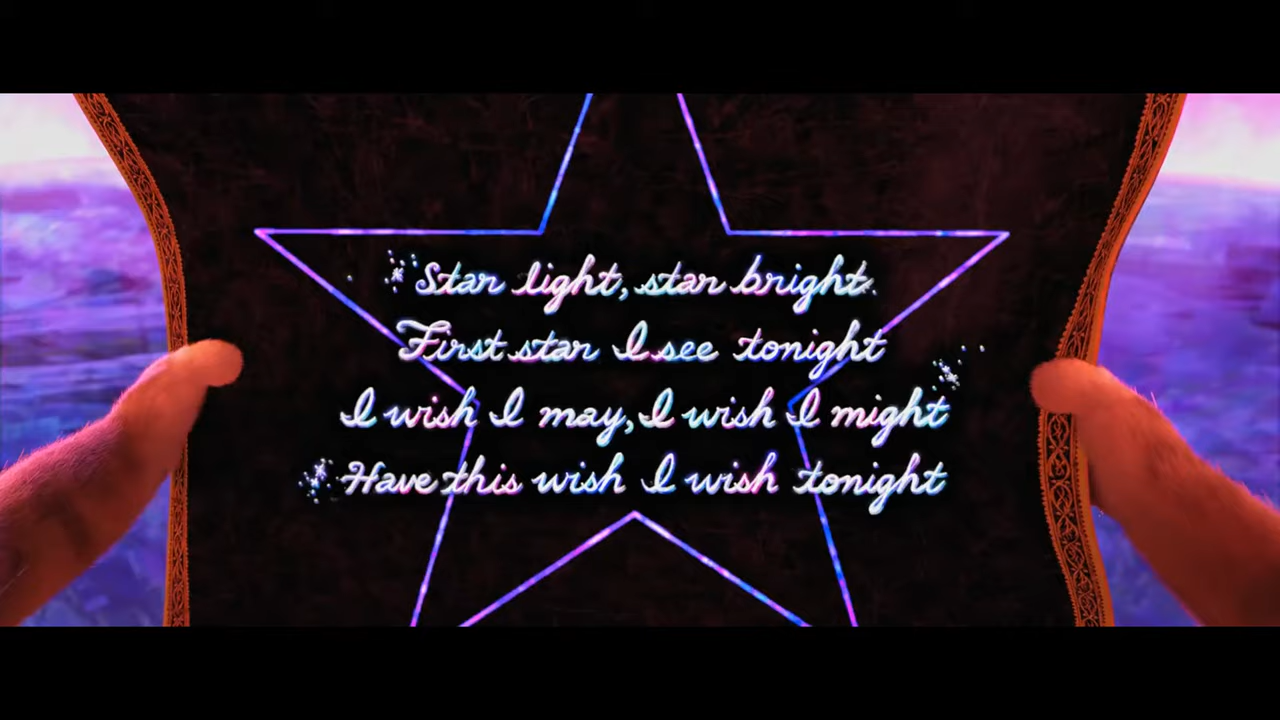 Star light, star bright
First star I see tonight
I wish I may, I wish I might
Have this wish I wish tonight